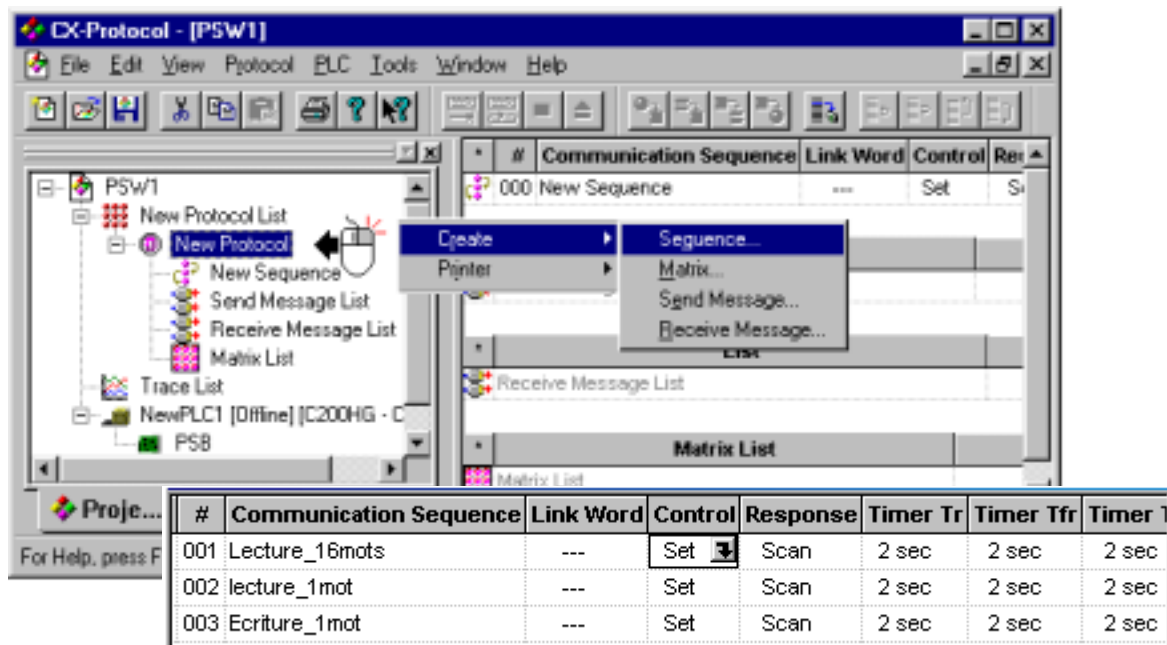 CX-Protocol - [PSW1]
File Edit View Protocol PLC Tools Window Help
* # Communication Sequence Link Word Control
000 New Sequence --- Set
PSW1
New Protocol List
New Protocol
New Sequence
Send Message List
Receive Message List
Matrix List
Trace List
NewPLC1 [Offline] [C200HG - C
PSB
Create
Printer
Sequence...
Matrix...
Send Message...
Receive Message...
* List
Receive Message List
* Matrix List
Matrix List
Proje...
For Help, press F
# Communication Sequence Link Word Control Response Timer Tr Timer Tfr Timer
001 Lecture_16mots --- Set Scan 2 sec 2 sec 2 sec
002 lecture_1mot --- Set Scan 2 sec 2 sec 2 sec
003 Ecriture_1mot --- Set Scan 2 sec 2 sec 2 sec